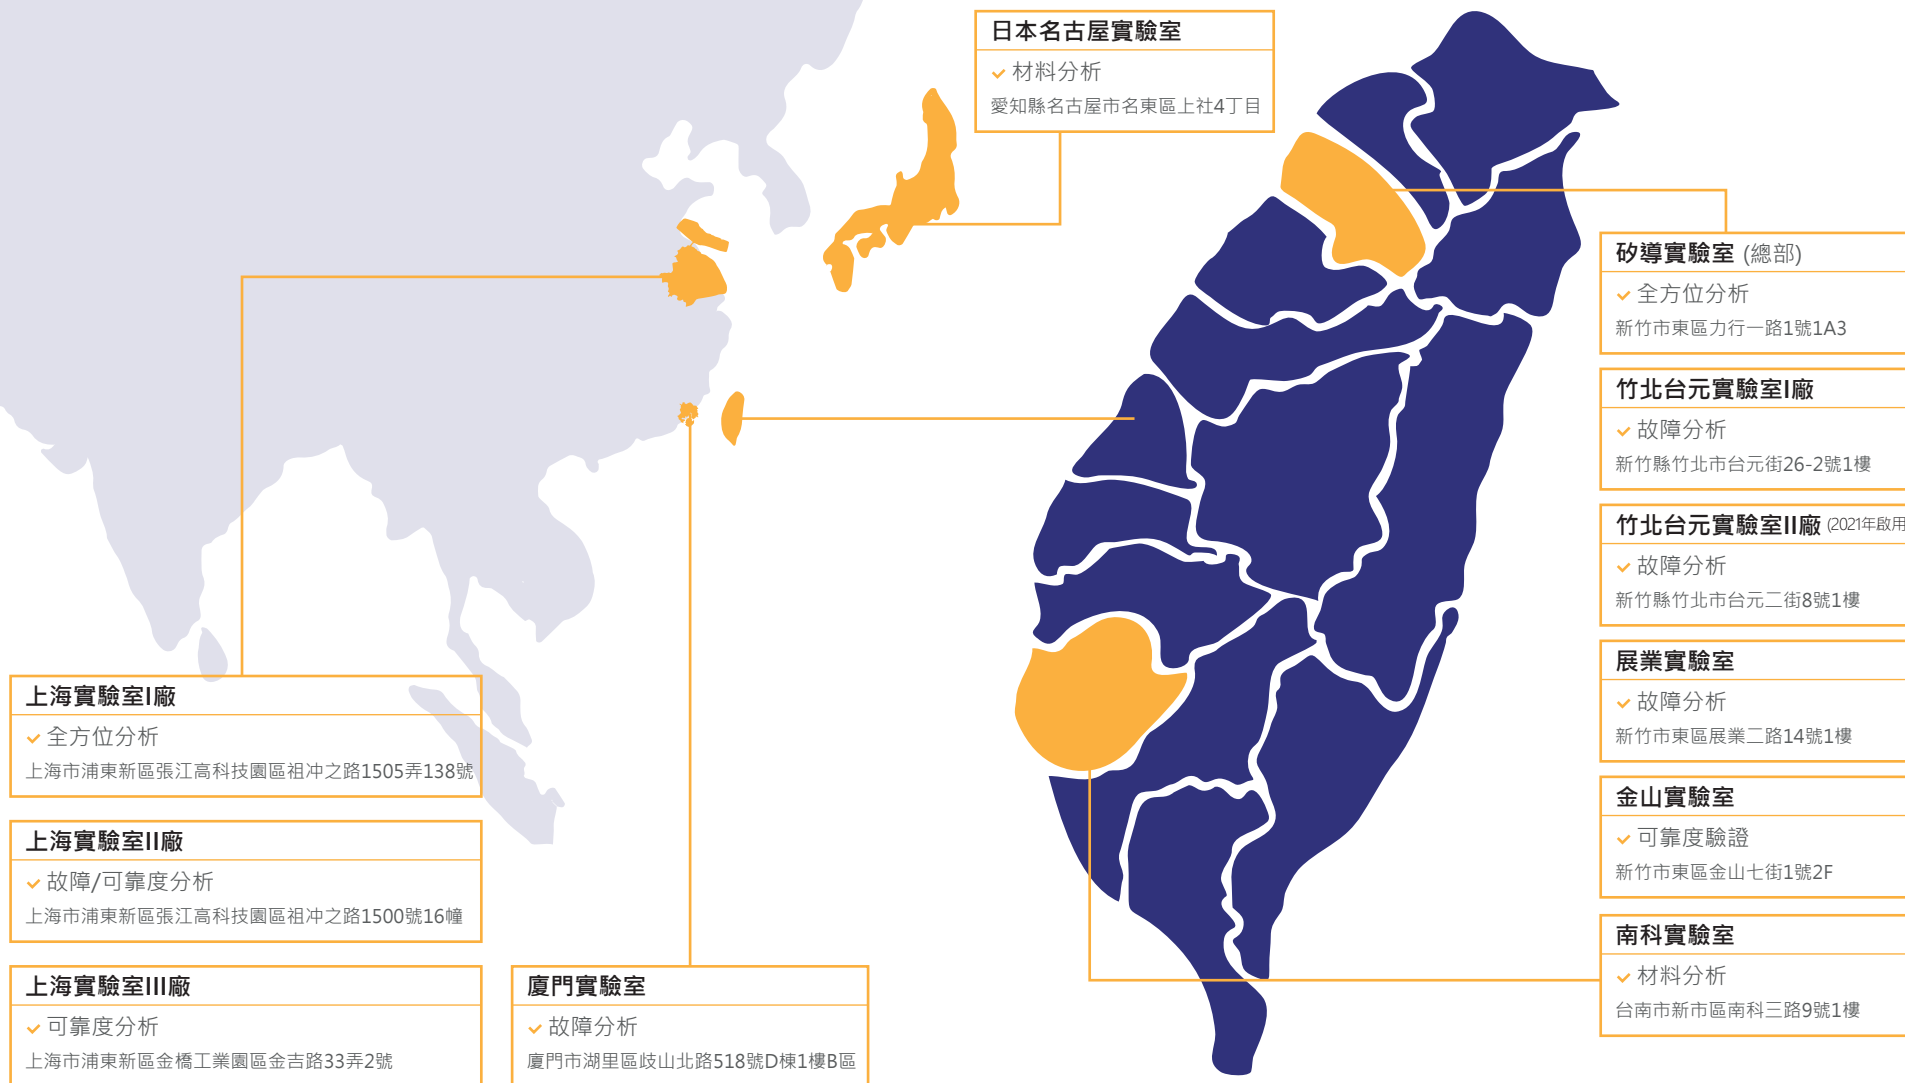 日本名古屋實驗室
材料分析
愛知縣名古屋市名東區上社4丁目
矽導實驗室 (總部)
全方位分析
新竹市東區力行一路1號1A3
竹北台元實驗室I廠
故障分析
新竹縣竹北市台元街26-2號1樓
竹北台元實驗室II廠 (2021年啟用
故障分析
新竹縣竹北市台元二街8號1樓
展業實驗室
故障分析
新竹市東區展業二路14號1樓
金山實驗室
可靠度驗證
新竹市東區金山七街1號2F
南科實驗室
材料分析
台南市新市區南科三路9號1樓
上海實驗室I廠
全方位分析
上海市浦東新區張江高科技園區祖冲之路1505弄138號
上海實驗室II廠
故障/可靠度分析
上海市浦東新區張江高科技園區祖冲之路1500號16幢
上海實驗室III廠
可靠度分析
上海市浦東新區金橋工業園區金吉路33弄2號
廈門實驗室
故障分析
廈門市湖里區歧山北路518號D棟1樓B區